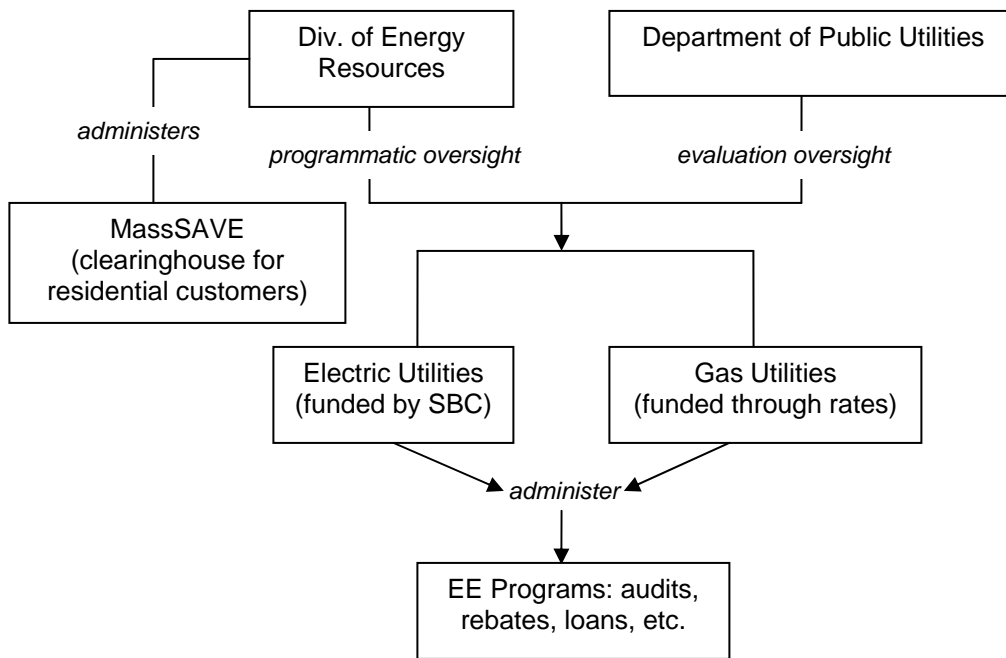 Div. of Energy
Resources
Department of Public Utilities
administers
programmatic oversight
evaluation oversight
MassSAVE
(clearinghouse for
residential customers)
Electric Utilities
(funded by SBC)
Gas Utilities
(funded through rates)
administer
EE Programs: audits,
rebates, loans, etc.